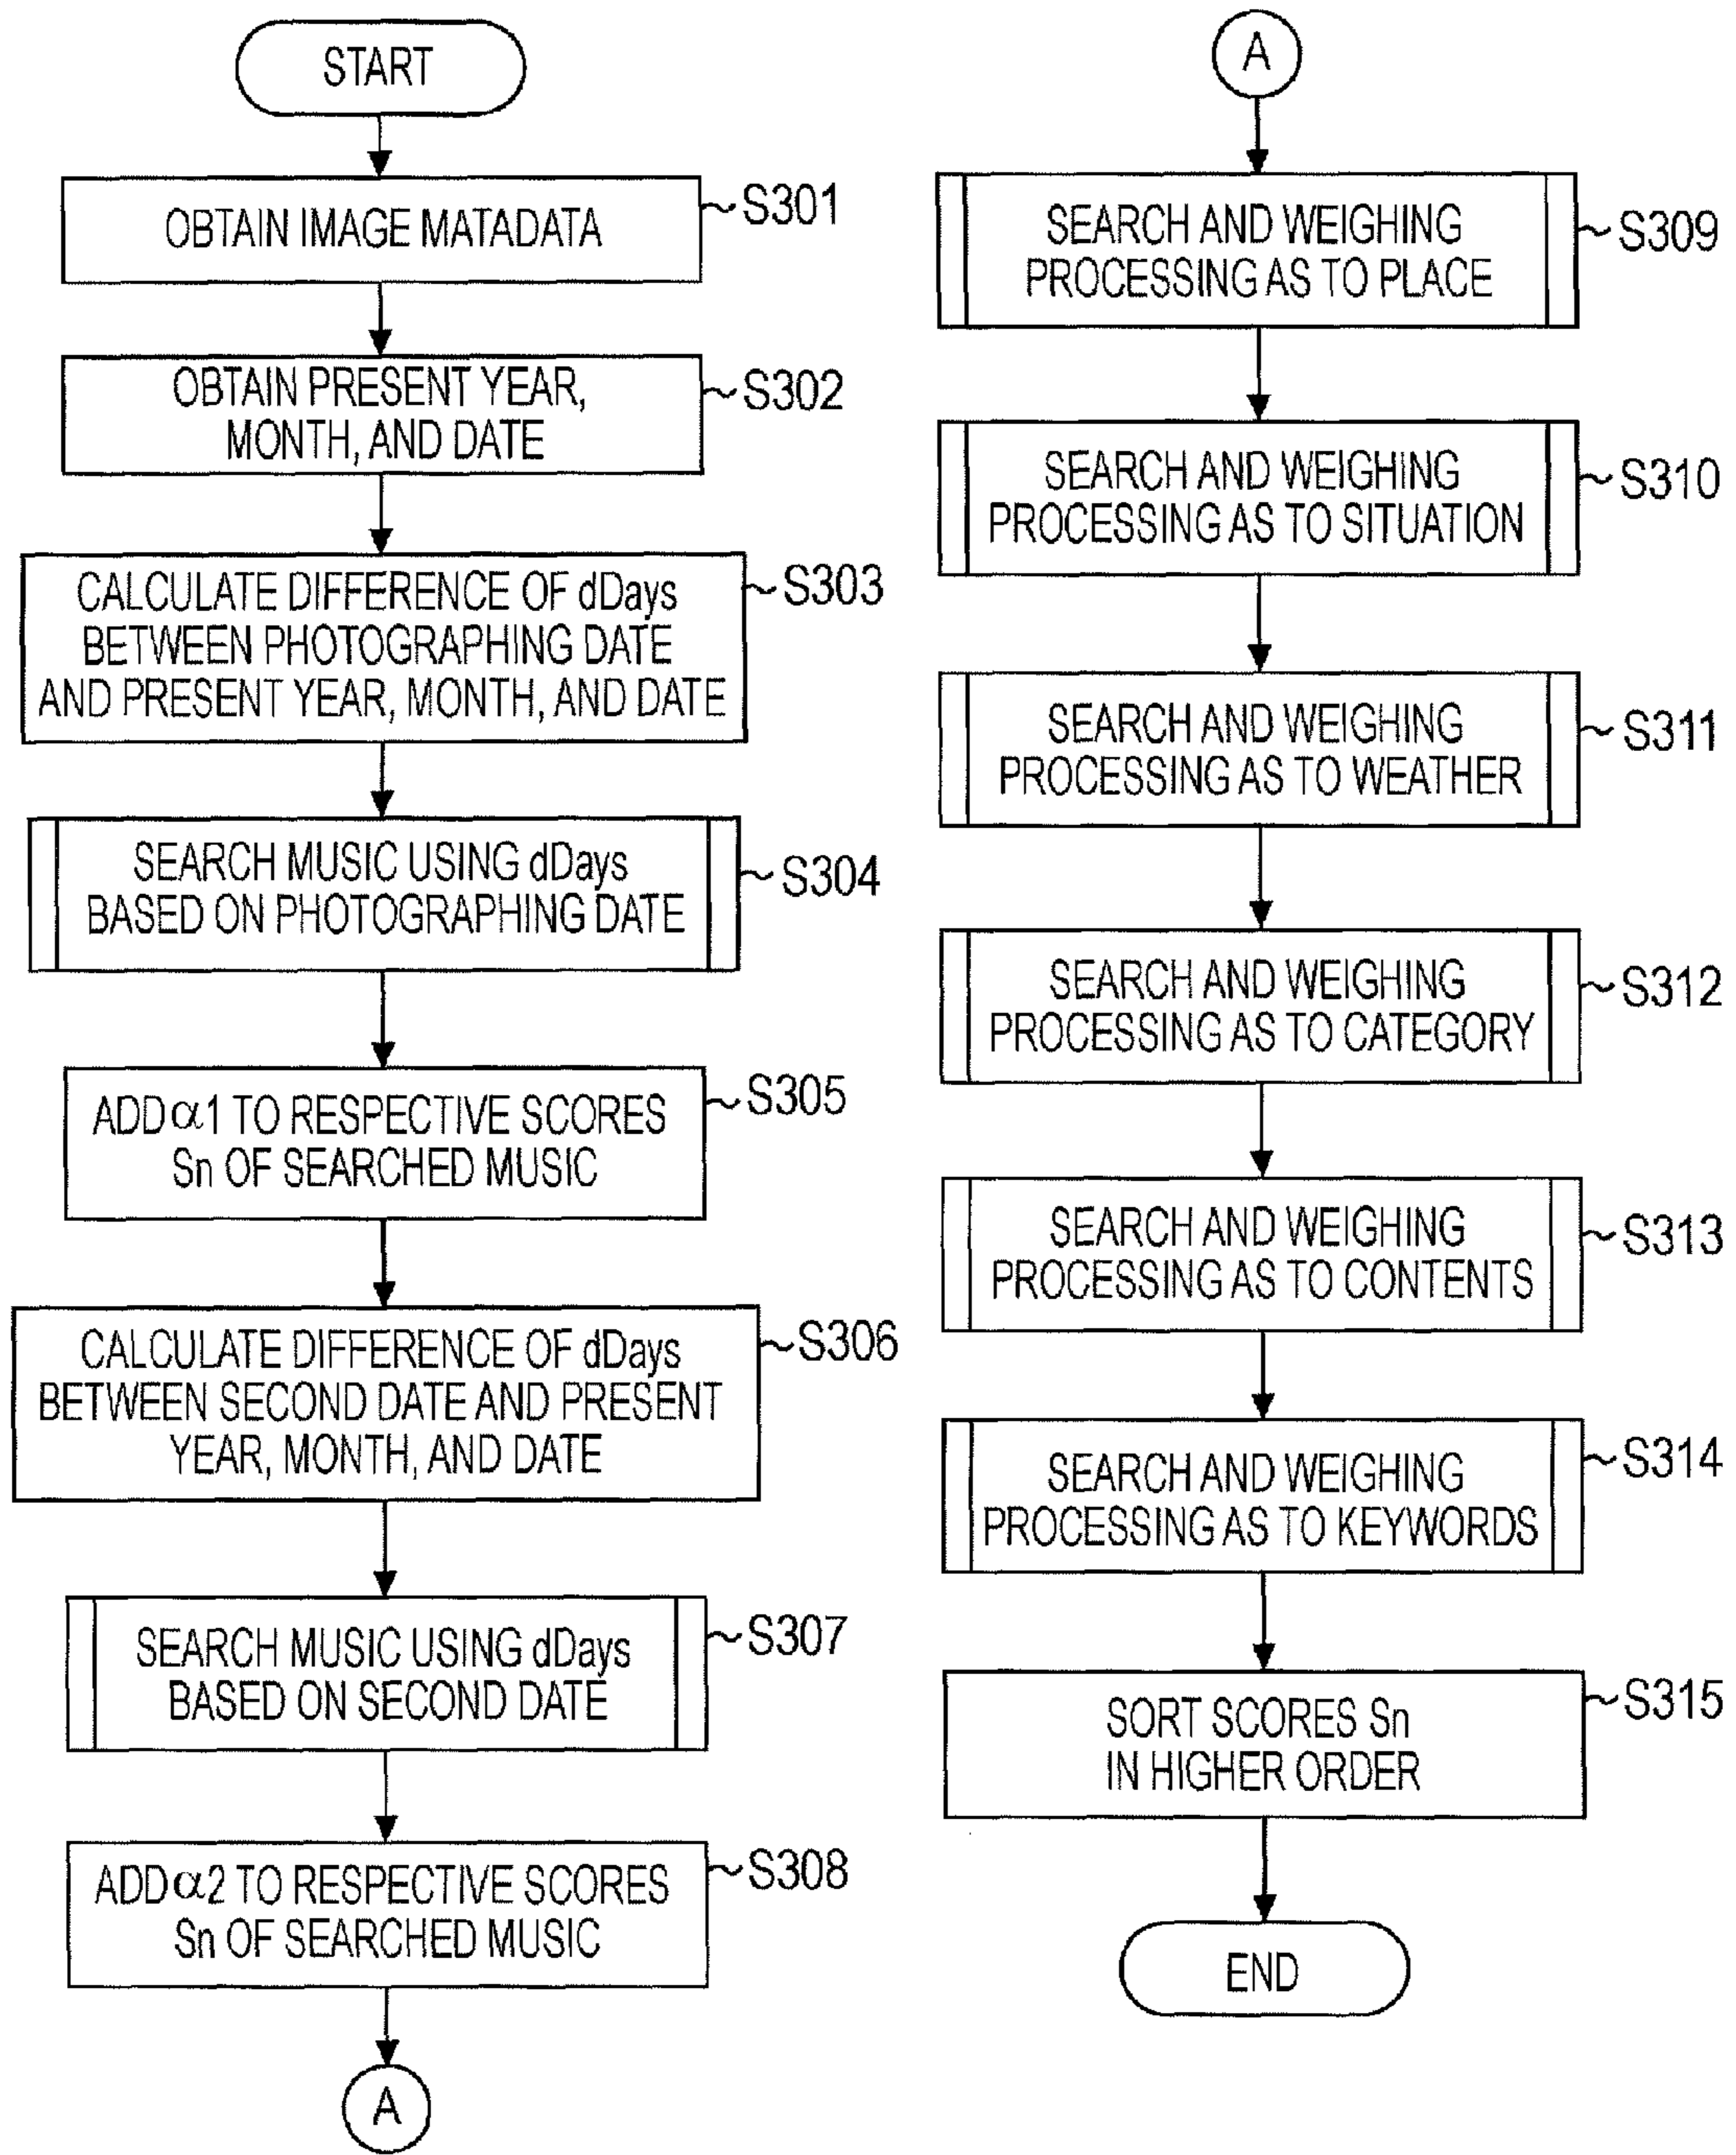 START
OBTAIN IMAGE MATADATA
S301
OBTAIN PRESENT YEAR,
MONTH, AND DATE
S302
CALCULATE DIFFERENCE OF dDays
BETWEEN PHOTOGRAPHING DATE
AND PRESENT YEAR, MONTH, AND DATE
S303
SEARCH MUSIC USING dDays
BASED ON PHOTOGRAPHING DATE
S304
ADD α1 TO RESPECTIVE SCORES
Sn OF SEARCHED MUSIC
S305
CALCULATE DIFFERENCE OF dDays
BETWEEN SECOND DATE AND PRESENT
YEAR, MONTH, AND DATE
S306
SEARCH MUSIC USING dDays
BASED ON SECOND DATE
S307
ADD α2 TO RESPECTIVE SCORES
Sn OF SEARCHED MUSIC
S308
A
A
SEARCH AND WEIGHING
PROCESSING AS TO PLACE
S309
SEARCH AND WEIGHING
PROCESSING AS TO SITUATION
S310
SEARCH AND WEIGHING
PROCESSING AS TO WEATHER
S311
SEARCH AND WEIGHING
PROCESSING AS TO CATEGORY
S312
SEARCH AND WEIGHING
PROCESSING AS TO CONTENTS
S313
SEARCH AND WEIGHING
PROCESSING AS TO KEYWORDS
S314
SORT SCORES Sn
IN HIGHER ORDER
S315
END